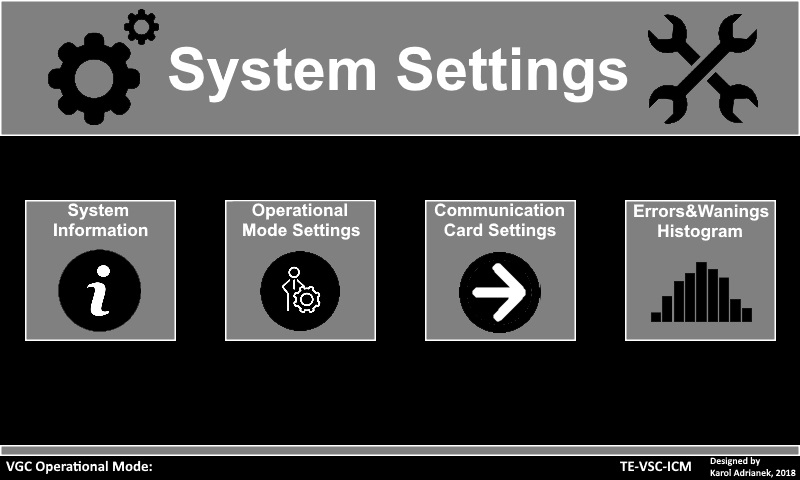 System Settings
System
Information
Operational
Mode Settings
Communication
Card Settings
Errors&Wanings
Histogram
VGC Operational Mode:
TE-VSC-ICM
Designed by
Karol Adrianek, 2018